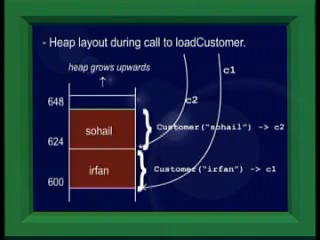 - Heap layout during call to loadCustomer.
heap grows upwards
c1
c2
648
sohail
Customer("sohail") -> c2
624
irfan
Customer("irfan") -> c1
600